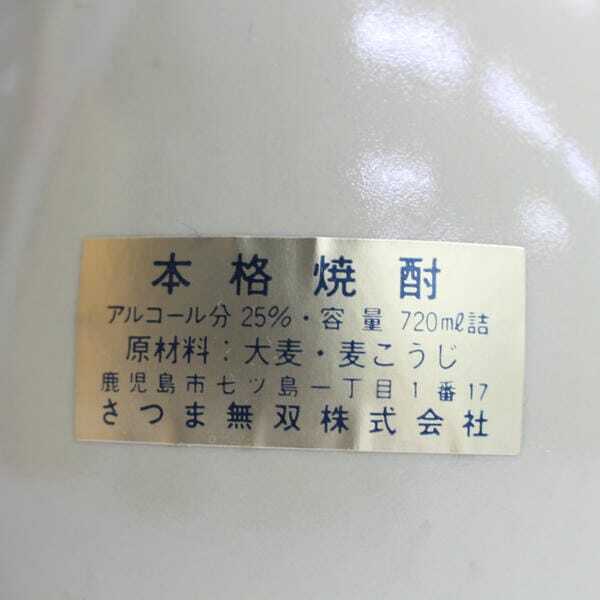 本格焼酎
アルコール分 25%・容量 720ml詰
原材料：大麦・麦こうじ
鹿児島市七ツ島一丁目1番17
さつま無双株式会社